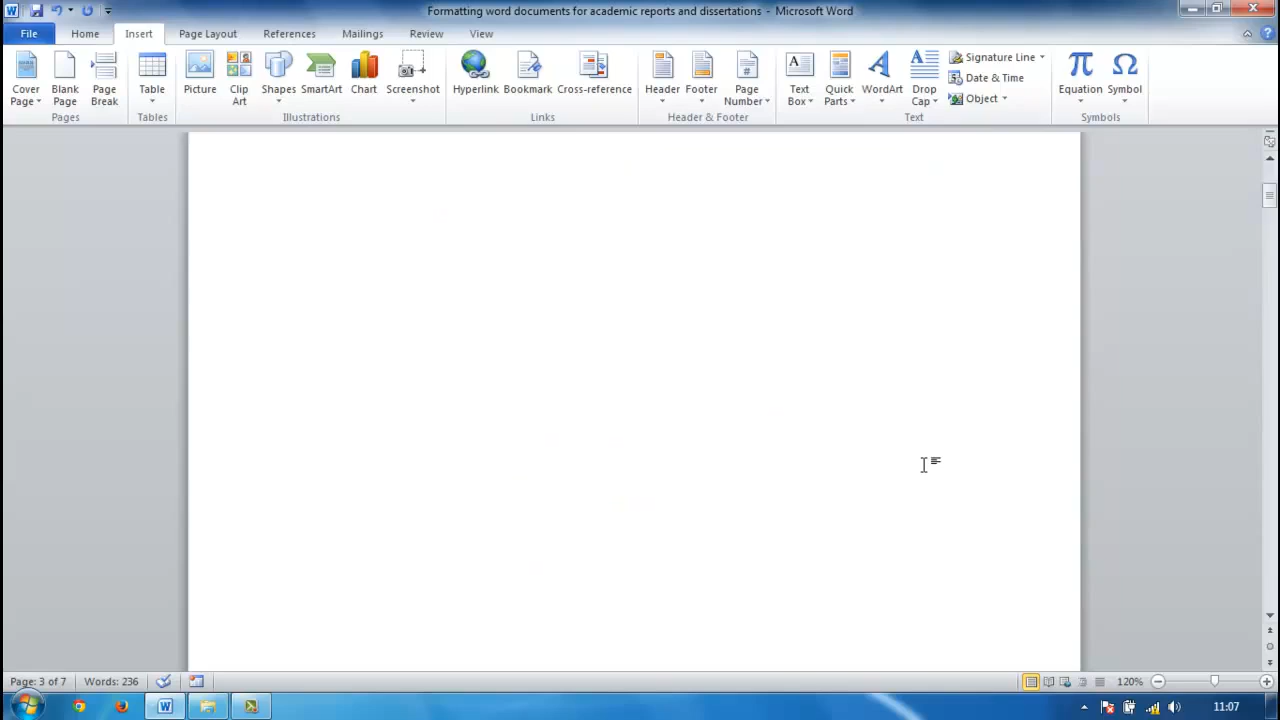 Formatting word documents for academic reports and dissertations - Microsoft Word
File Home Insert Page Layout References Mailings Review View
Cover Page Blank Page Page Break Table Picture Clip Art Shapes SmartArt Chart Screenshot Hyperlink Bookmark Cross-reference Header Footer Page Number Text Box Quick Parts WordArt Drop Cap Signature Line Date & Time Object Equation Symbol
Pages Tables Illustrations Links Header & Footer Text Symbols
Page: 3 of 7 Words: 236 120%
11:07